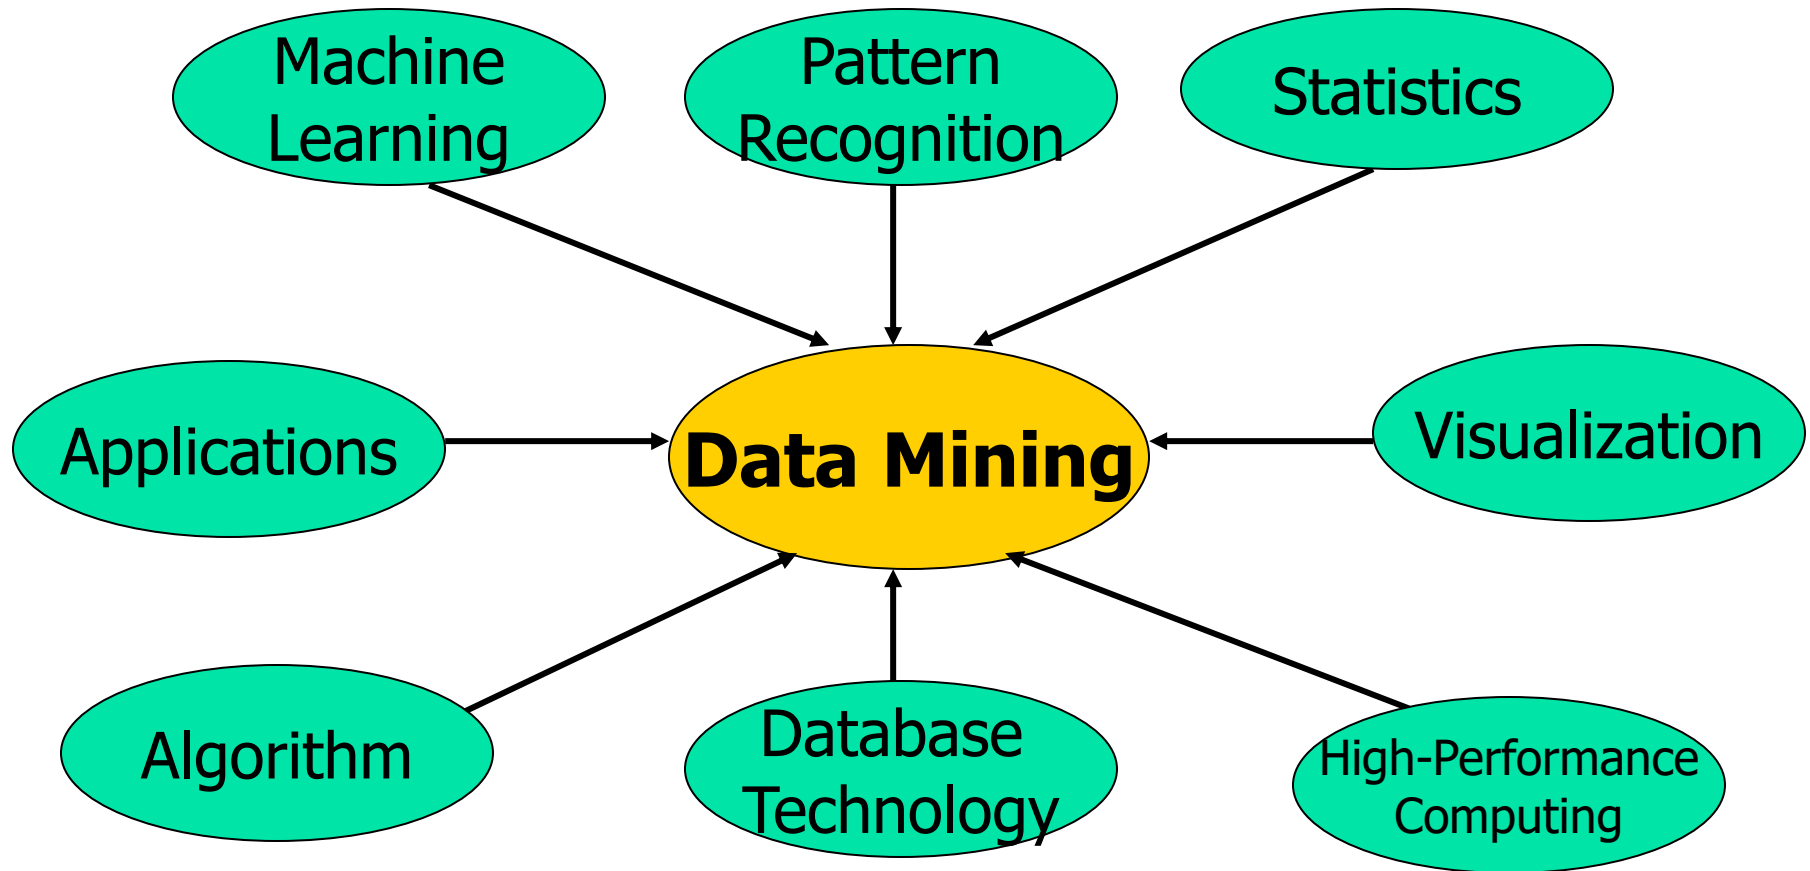 Machine
Learning
Pattern
Recognition
Statistics
Applications
Data Mining
Visualization
Algorithm
Database
Technology
High-Performance
Computing